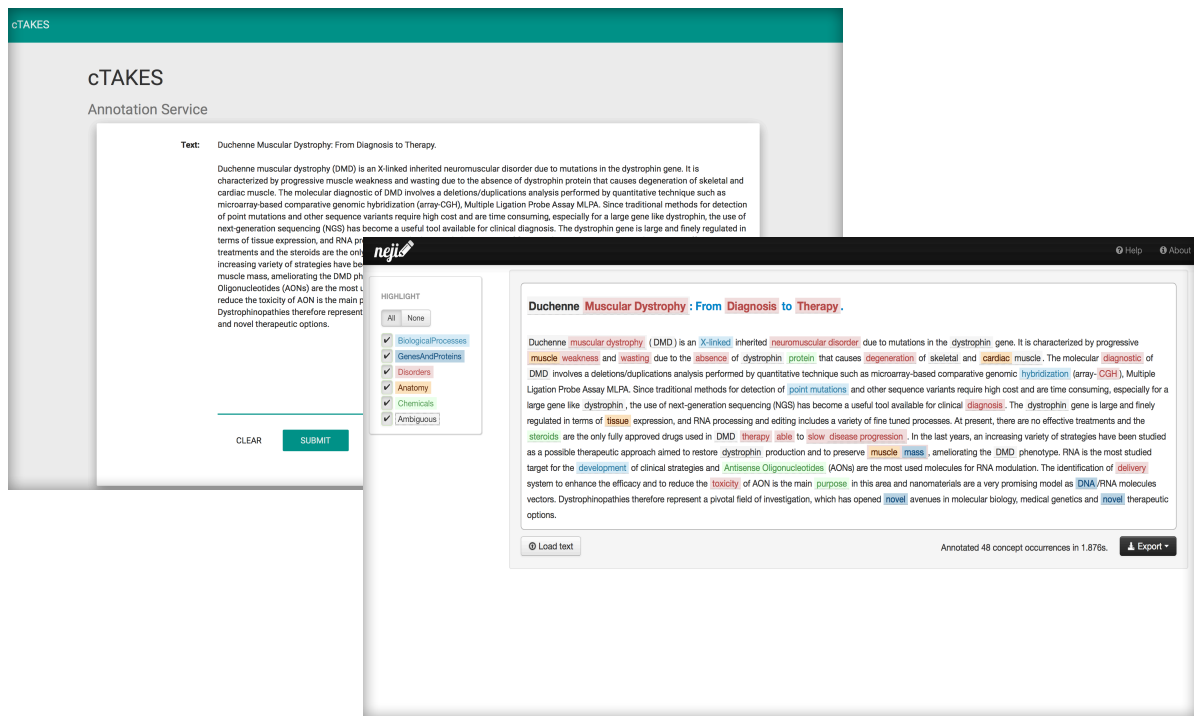 cTAKES
cTAKES
Annotation Service
Text: Duchenne Muscular Dystrophy: From Diagnosis to Therapy.
Duchenne muscular dystrophy (DMD) is an X-linked inherited neuromuscular disorder due to mutations in the dystrophin gene. It is
characterized by progressive muscle weakness and wasting due to the absence of dystrophin protein that causes degeneration of skeletal and
cardiac muscle. The molecular diagnostic of DMD involves a deletions/duplications analysis performed by quantitative technique such as
microarray-based comparative genomic hybridization (array-CGH), Multiple Ligation Probe Assay MLPA. Since traditional methods for detection
of point mutations and other sequence variants require high cost and are time consuming, especially for a large gene like dystrophin, the use of
next-generation sequencing (NGS) has become a useful tool available for clinical diagnosis. The dystrophin gene is large and finely regulated in
terms of tissue expression, and RNA pr
treatments and the steroids are the only
increasing variety of strategies have be
muscle mass, ameliorating the DMD ph
Oligonucleotides (AONs) are the most u
reduce the toxicity of AON is the main p
Dystrophinopathies therefore represent
and novel therapeutic options.
CLEAR SUBMIT
neji
Help About
HIGHLIGHT
All None
BiologicalProcesses
GenesAndProteins
Disorders
Anatomy
Chemicals
Ambiguous
Duchenne Muscular Dystrophy : From Diagnosis to Therapy .
Duchenne muscular dystrophy ( DMD ) is an X-linked inherited neuromuscular disorder due to mutations in the dystrophin gene. It is characterized by progressive
muscle weakness and wasting due to the absence of dystrophin protein that causes degeneration of skeletal and cardiac muscle . The molecular diagnostic of
DMD involves a deletions/duplications analysis performed by quantitative technique such as microarray-based comparative genomic hybridization (array- CGH ), Multiple
Ligation Probe Assay MLPA. Since traditional methods for detection of point mutations and other sequence variants require high cost and are time consuming, especially for a
large gene like dystrophin , the use of next-generation sequencing (NGS) has become a useful tool available for clinical diagnosis . The dystrophin gene is large and finely
regulated in terms of tissue expression, and RNA processing and editing includes a variety of fine tuned processes. At present, there are no effective treatments and the
steroids are the only fully approved drugs used in DMD therapy able to slow disease progression . In the last years, an increasing variety of strategies have been studied
as a possible therapeutic approach aimed to restore dystrophin production and to preserve muscle mass , ameliorating the DMD phenotype. RNA is the most studied
target for the development of clinical strategies and Antisense Oligonucleotides (AONs) are the most used molecules for RNA modulation. The identification of delivery
system to enhance the efficacy and to reduce the toxicity of AON is the main purpose in this area and nanomaterials are a very promising model as DNA /RNA molecules
vectors. Dystrophinopathies therefore represent a pivotal field of investigation, which has opened novel avenues in molecular biology, medical genetics and novel therapeutic
options.
Load text
Annotated 48 concept occurrences in 1.876s.
Export